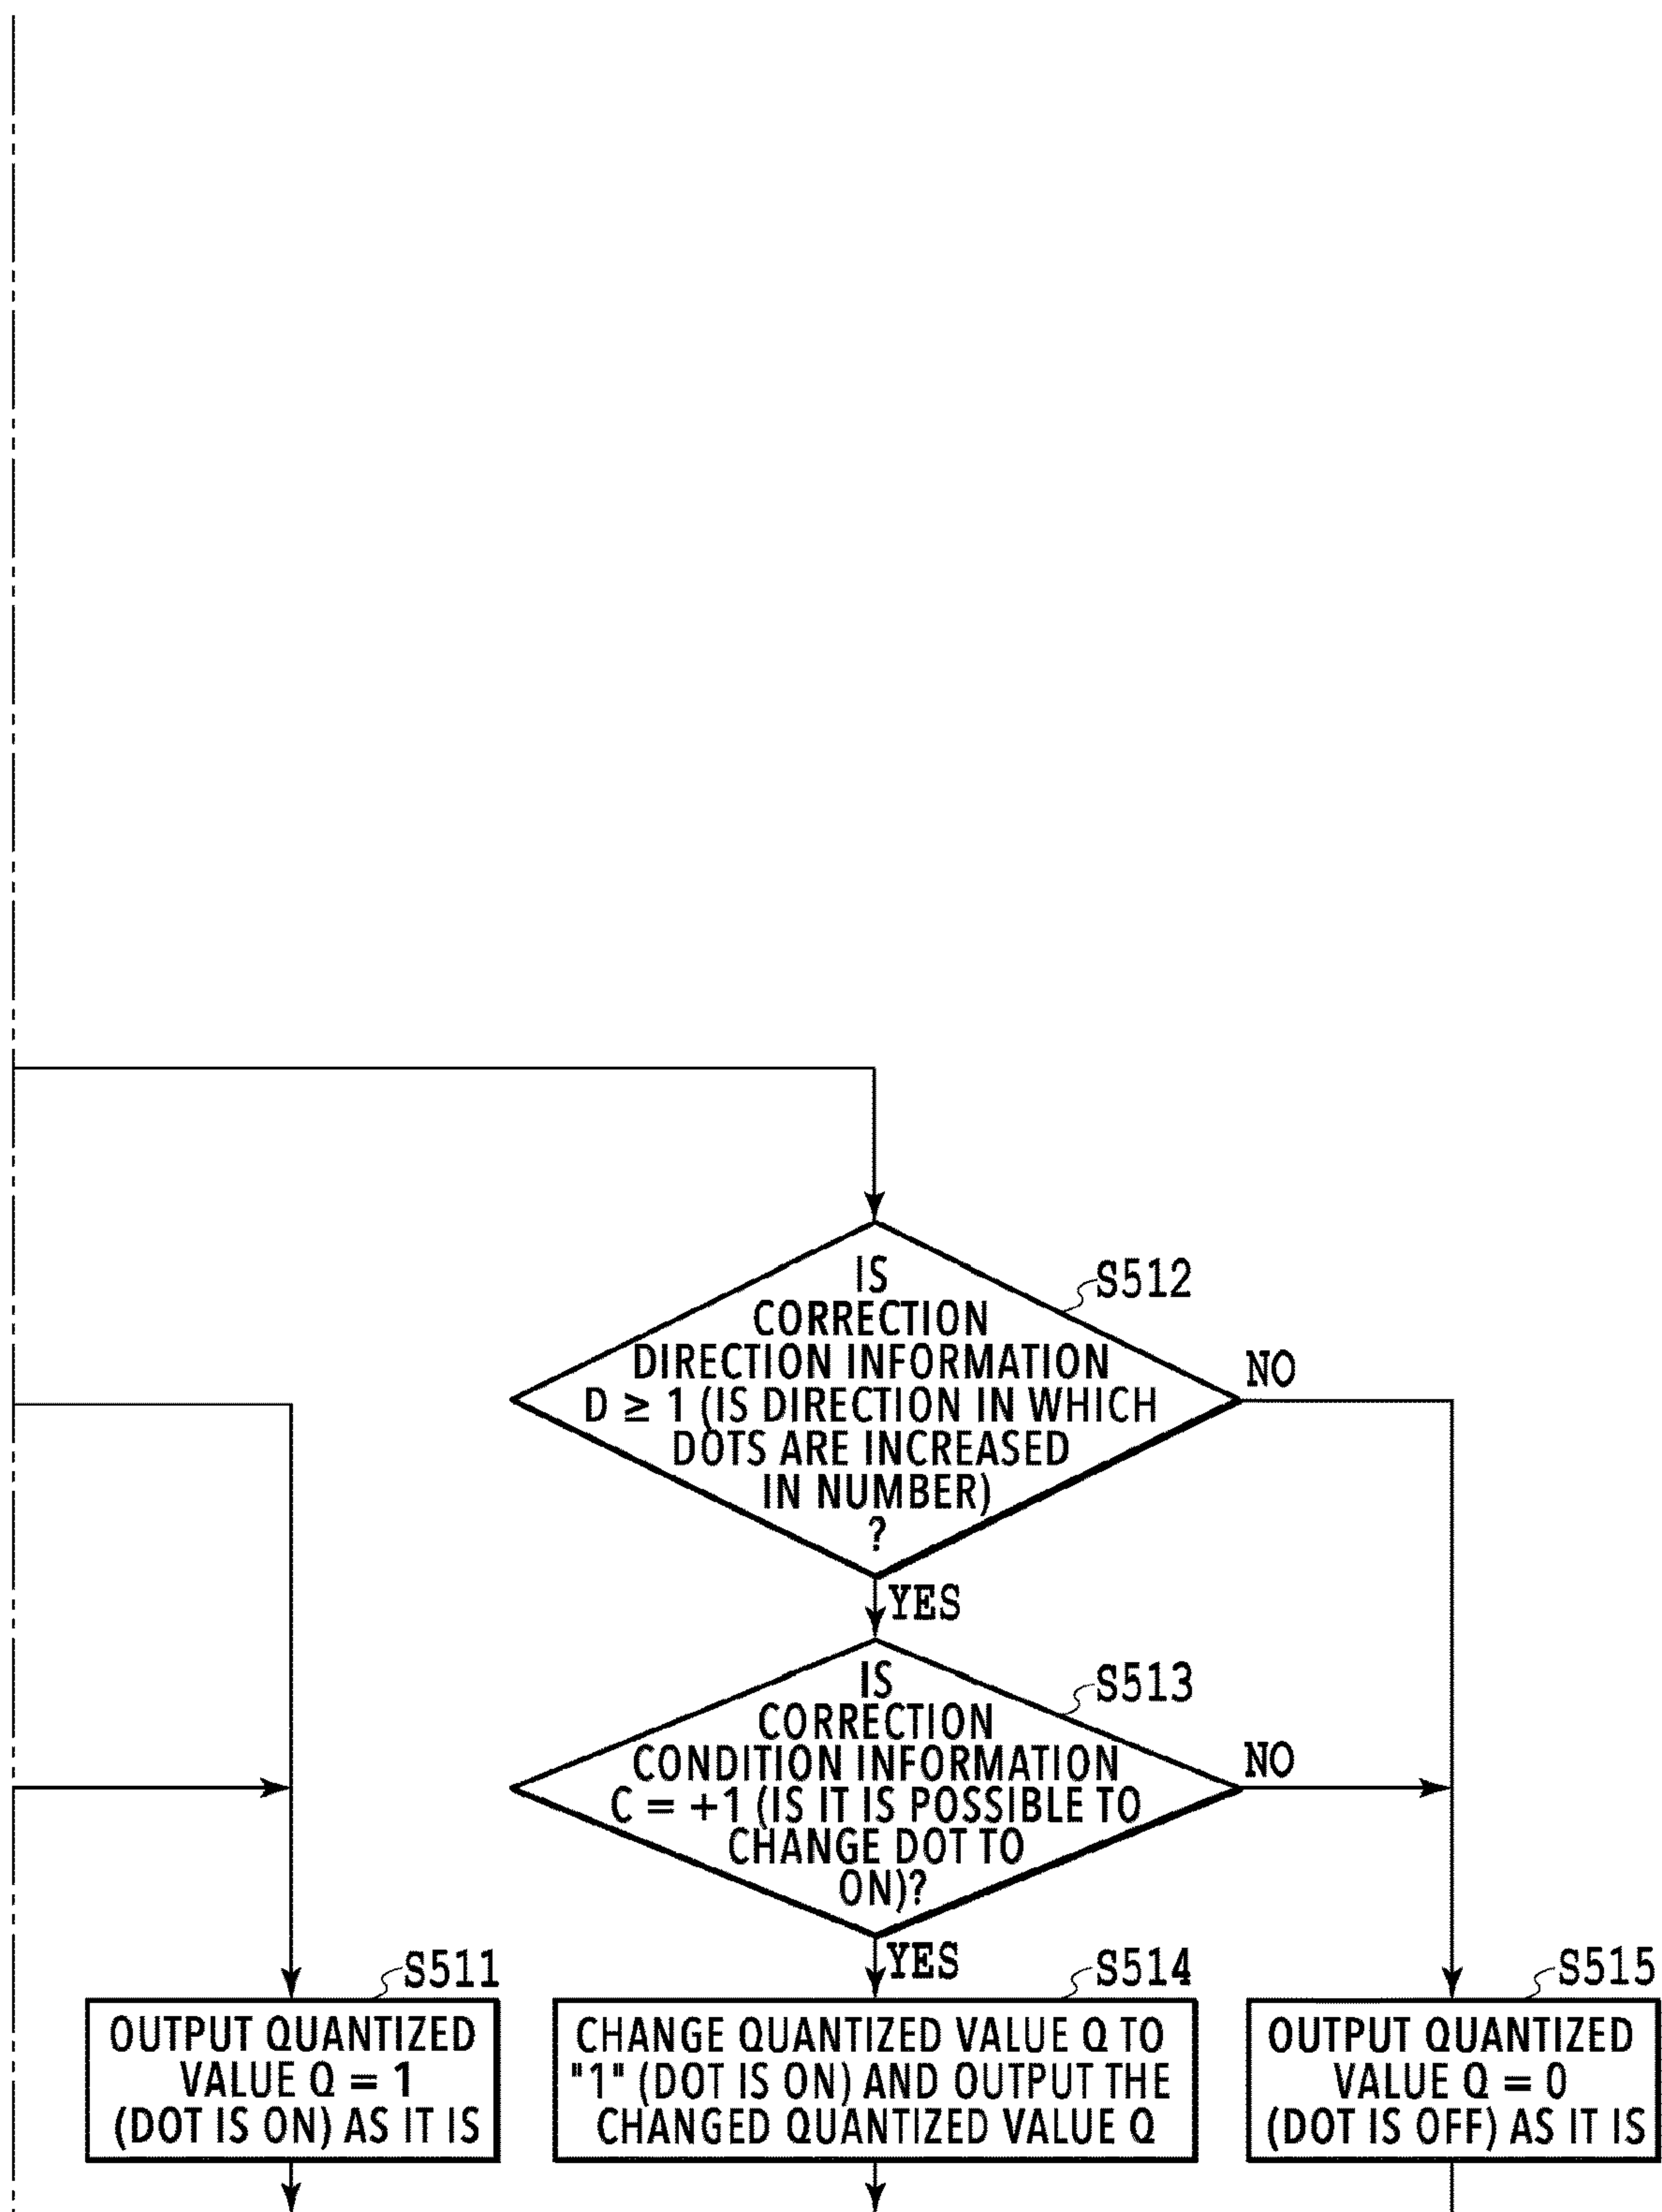 S512
IS
CORRECTION
DIRECTION INFORMATION
D ≥ 1 (IS DIRECTION IN WHICH
DOTS ARE INCREASED
IN NUMBER)
?
NO
YES
S513
IS
CORRECTION
CONDITION INFORMATION
C = +1 (IS IT IS POSSIBLE TO
CHANGE DOT TO
ON)?
NO
YES
S511
OUTPUT QUANTIZED
VALUE Q = 1
(DOT IS ON) AS IT IS
S514
CHANGE QUANTIZED VALUE Q TO
"1" (DOT IS ON) AND OUTPUT THE
CHANGED QUANTIZED VALUE Q
S515
OUTPUT QUANTIZED
VALUE Q = 0
(DOT IS OFF) AS IT IS